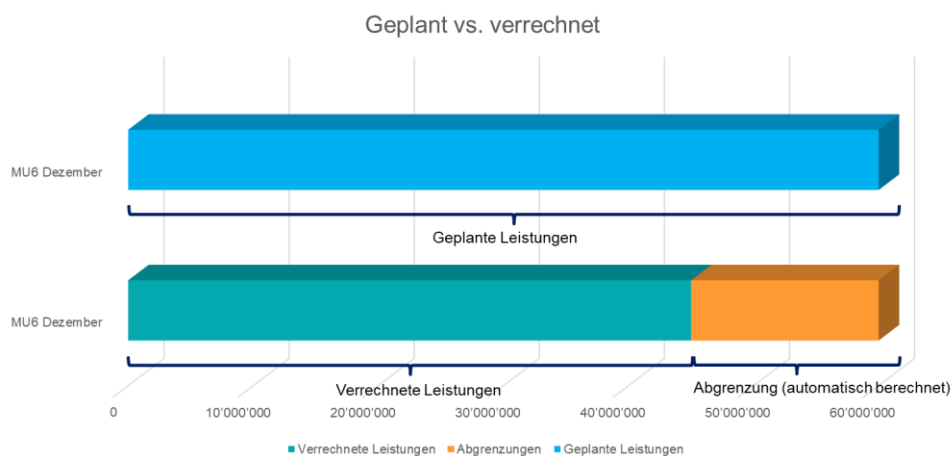 Geplant vs. verrechnet
MU6 Dezember
Geplante Leistungen
MU6 Dezember
Verrechnete Leistungen
Abgrenzung (automatisch berechnet)
0 10'000'000 20'000'000 30'000'000 40'000'000 50'000'000 60'000'000
Verrechnete Leistungen Abgrenzungen Geplante Leistungen